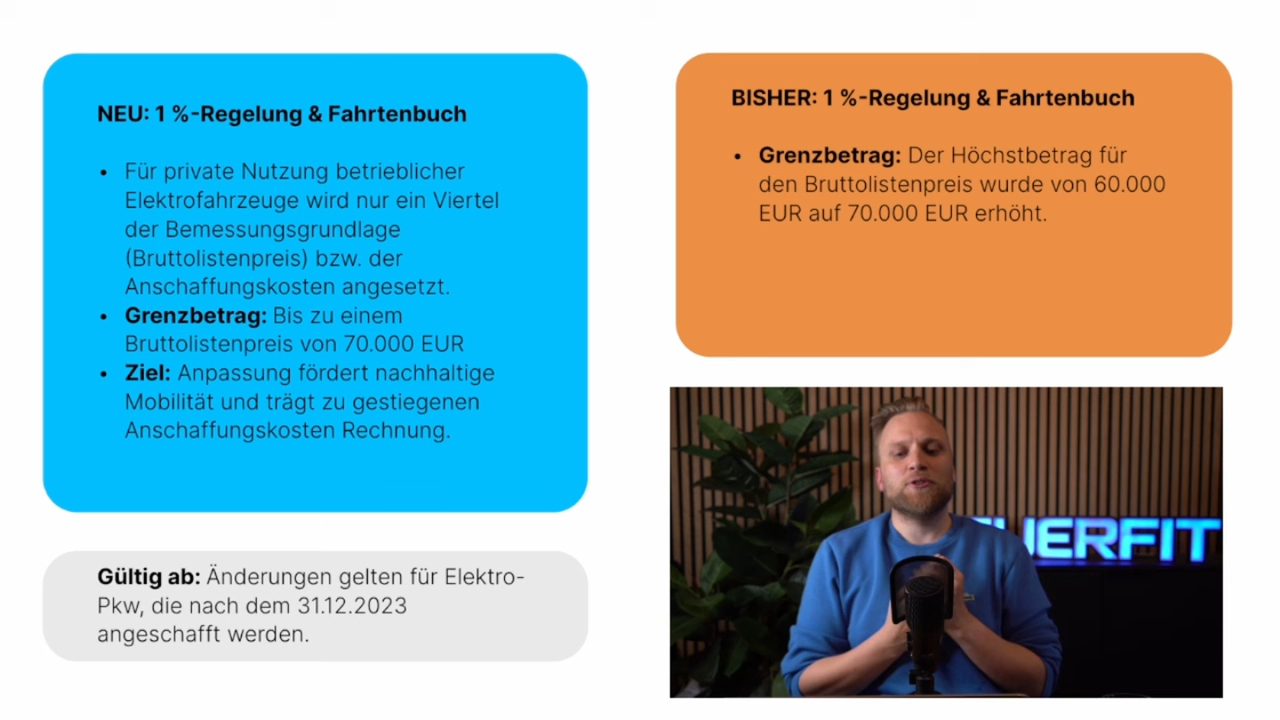 NEU: 1 %-Regelung & Fahrtenbuch
• Für private Nutzung betrieblicher
Elektrofahrzeuge wird nur ein Viertel
der Bemessungsgrundlage
(Bruttolistenpreis) bzw. der
Anschaffungskosten angesetzt.
• Grenzbetrag: Bis zu einem
Bruttolistenpreis von 70.000 EUR
• Ziel: Anpassung fördert nachhaltige
Mobilität und trägt zu gestiegenen
Anschaffungskosten Rechnung.
Gültig ab: Änderungen gelten für Elektro-
Pkw, die nach dem 31.12.2023
angeschafft werden.
BISHER: 1 %-Regelung & Fahrtenbuch
• Grenzbetrag: Der Höchstbetrag für
den Bruttolistenpreis wurde von 60.000
EUR auf 70.000 EUR erhöht.
UERFIT